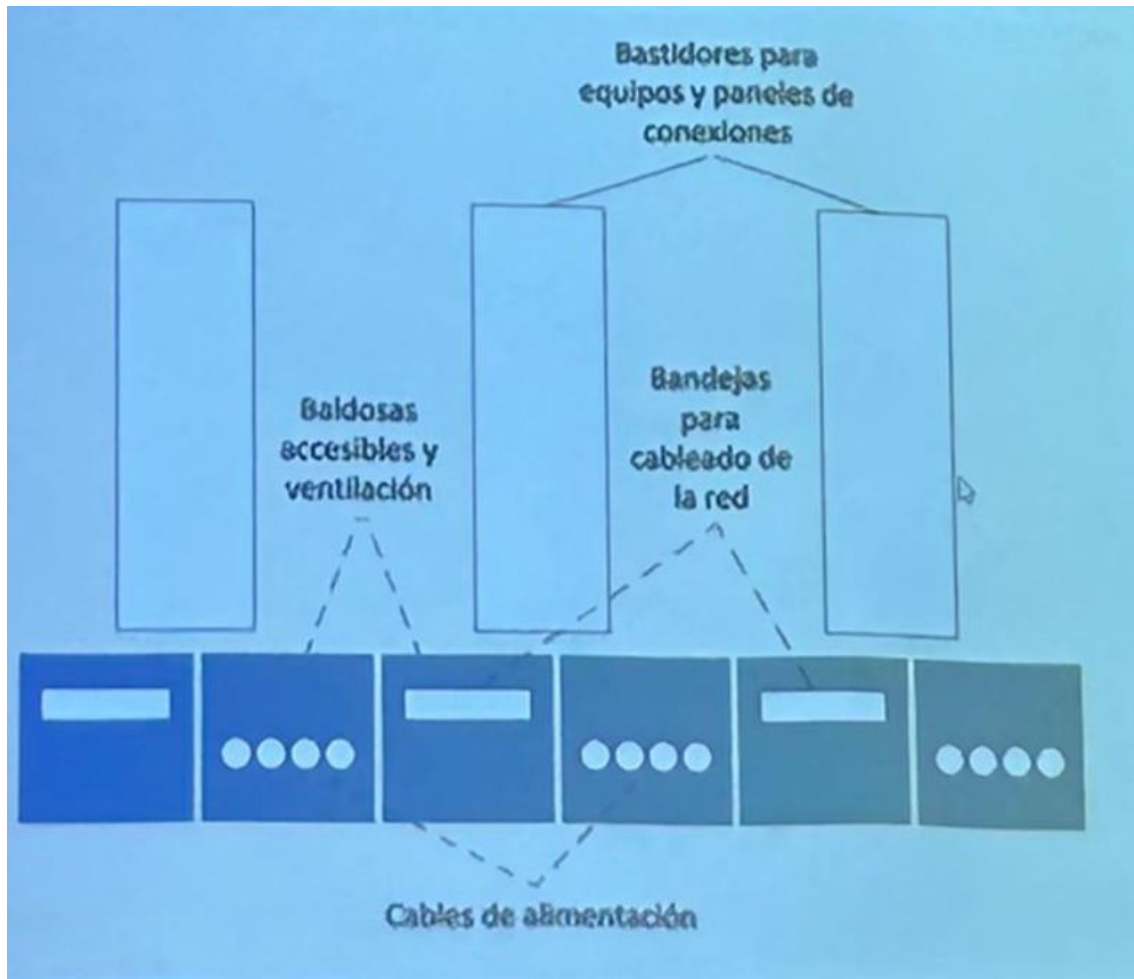 Bastidores para
equipos y paneles de
conexiones
Baldosas
accesibles y
ventilación
Bandejas
para
cableado de
la red
Cables de alimentación